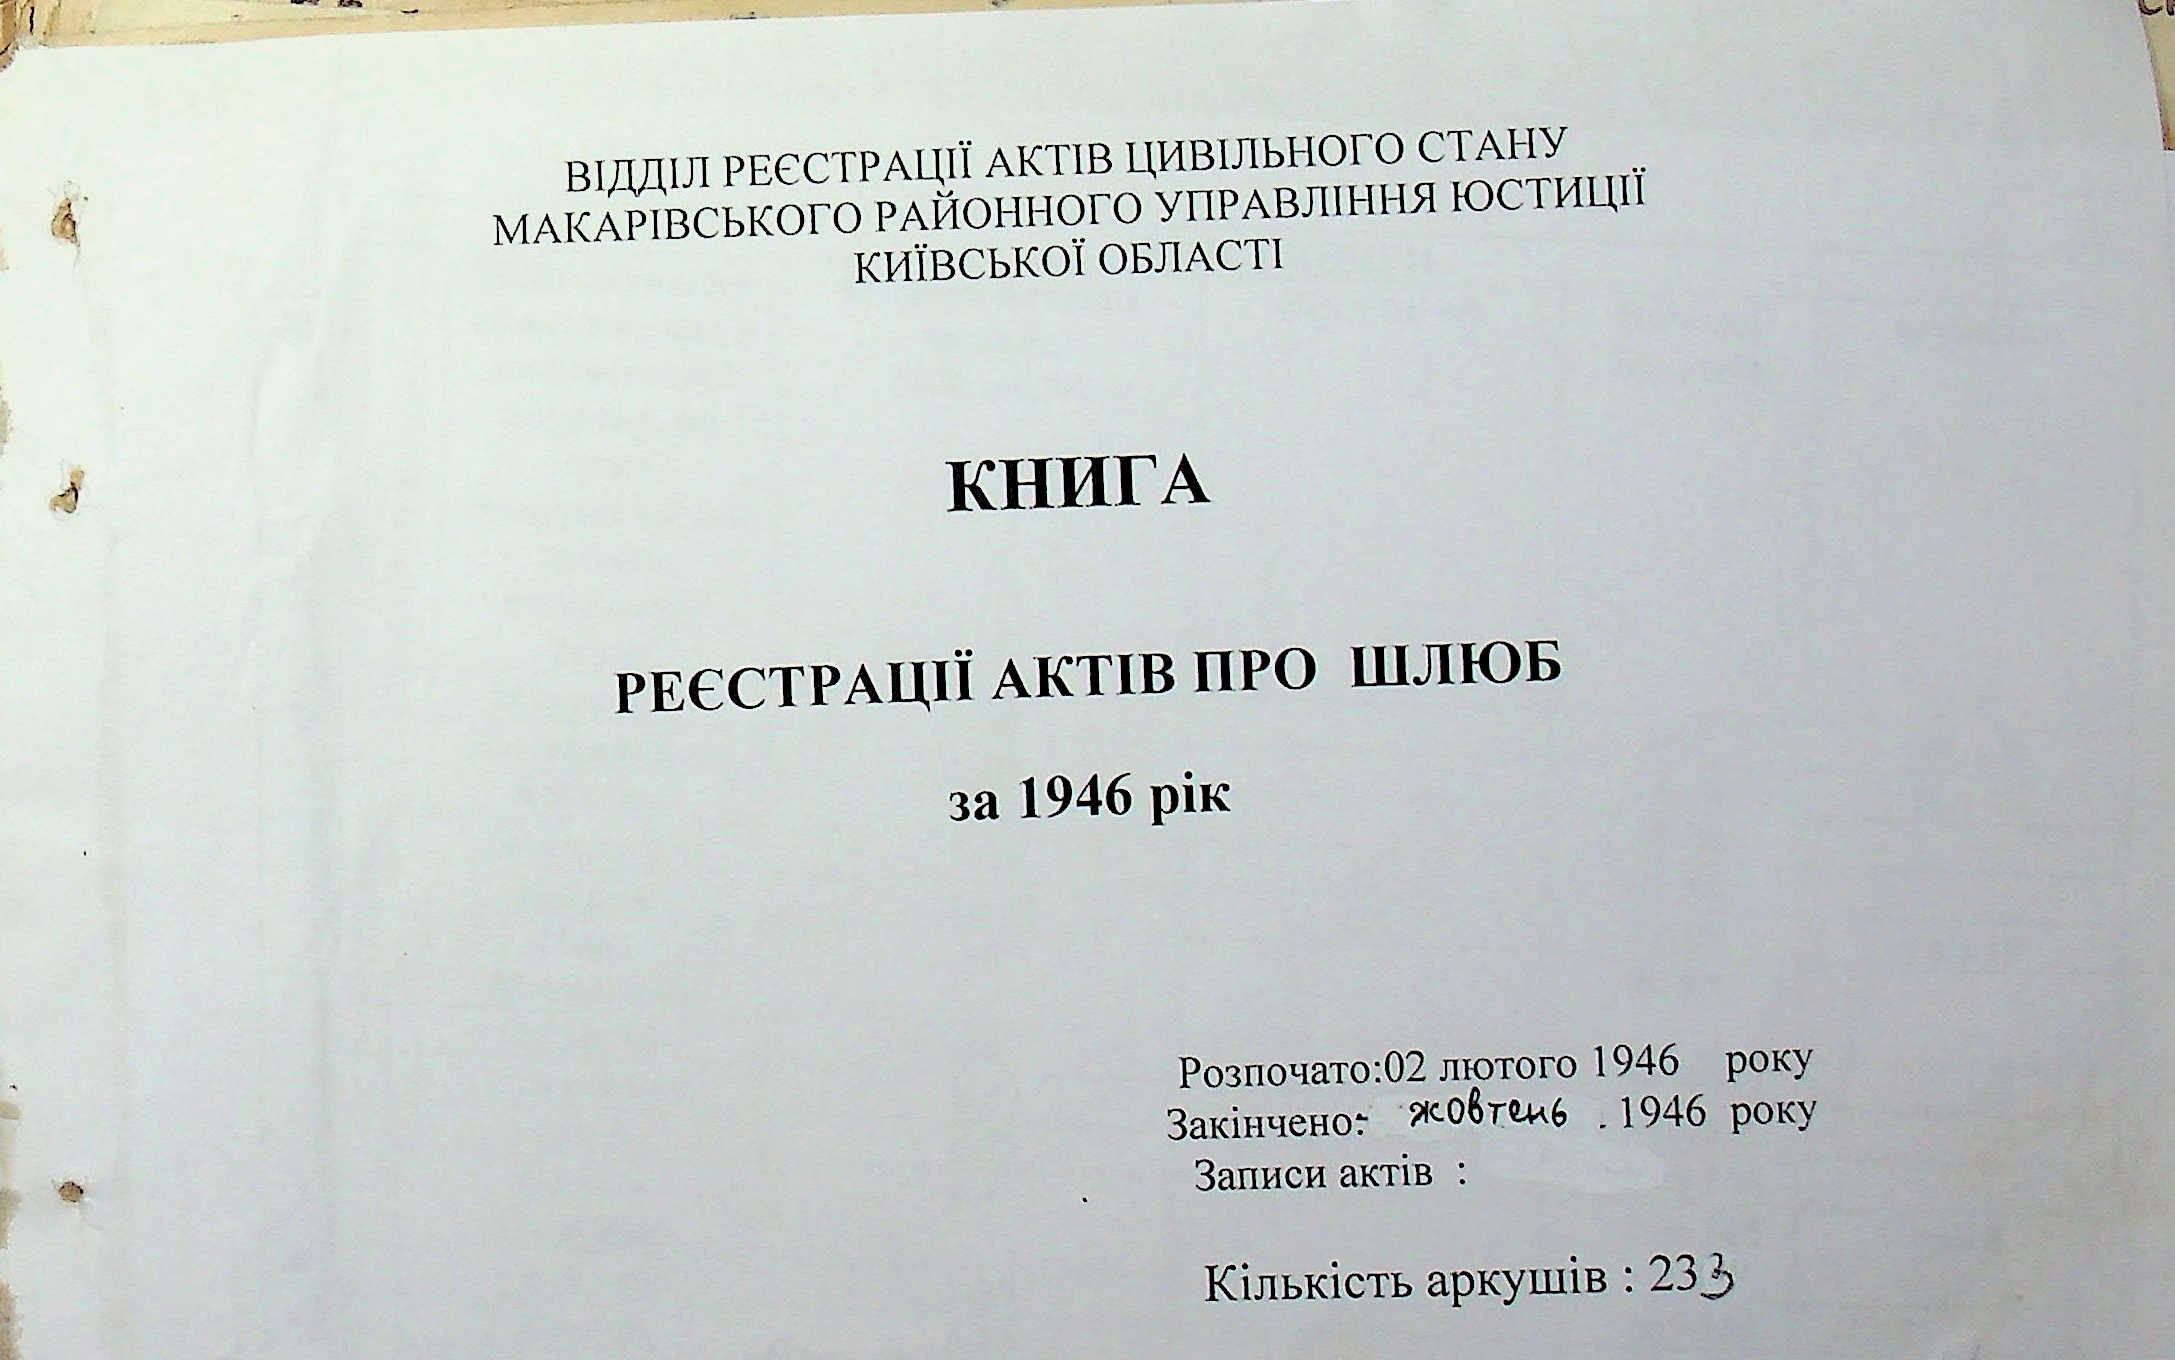 ВІДДІЛ РЕЄСТРАЦІЇ АКТІВ ЦИВІЛЬНОГО СТАНУ
МАКАРІВСЬКОГО РАЙОННОГО УПРАВЛІННЯ ЮСТИЦІЇ
КИЇВСЬКОЇ ОБЛАСТІ
КНИГА
РЕЄСТРАЦІЇ АКТІВ ПРО ШЛЮБ
за 1946 рік
Розпочато:02 лютого 1946 року
Закінчено: жовтень . 1946 року
Записи актів :
Кількість аркушів : 233